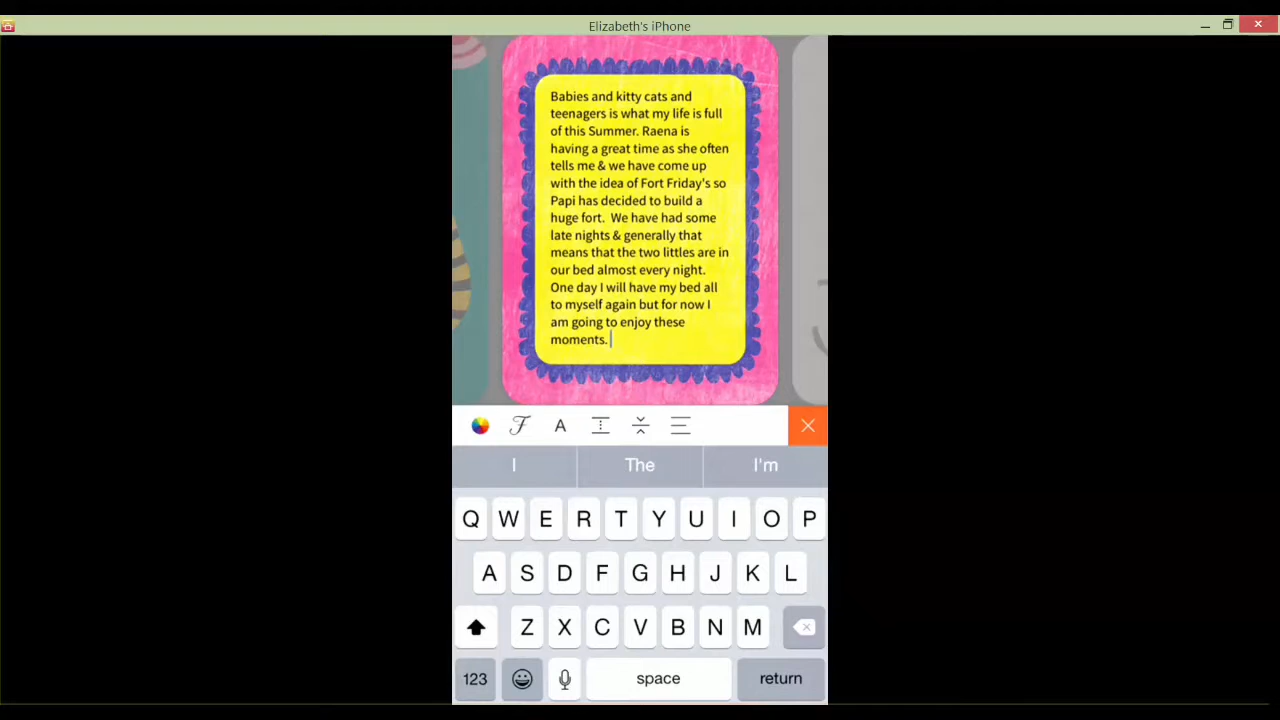 Elizabeth's iPhone
Babies and kitty cats and
teenagers is what my life is full
of this Summer. Raena is
having a great time as she often
tells me & we have come up
with the idea of Fort Friday's so
Papi has decided to build a
huge fort.  We have had some
late nights & generally that
means that the two littles are in
our bed almost every night.
One day I will have my bed all
to myself again but for now I
am going to enjoy these
moments.
F A
I The I'm
Q W E R T Y U I O P
A S D F G H J K L
Z X C V B N M
123 space return